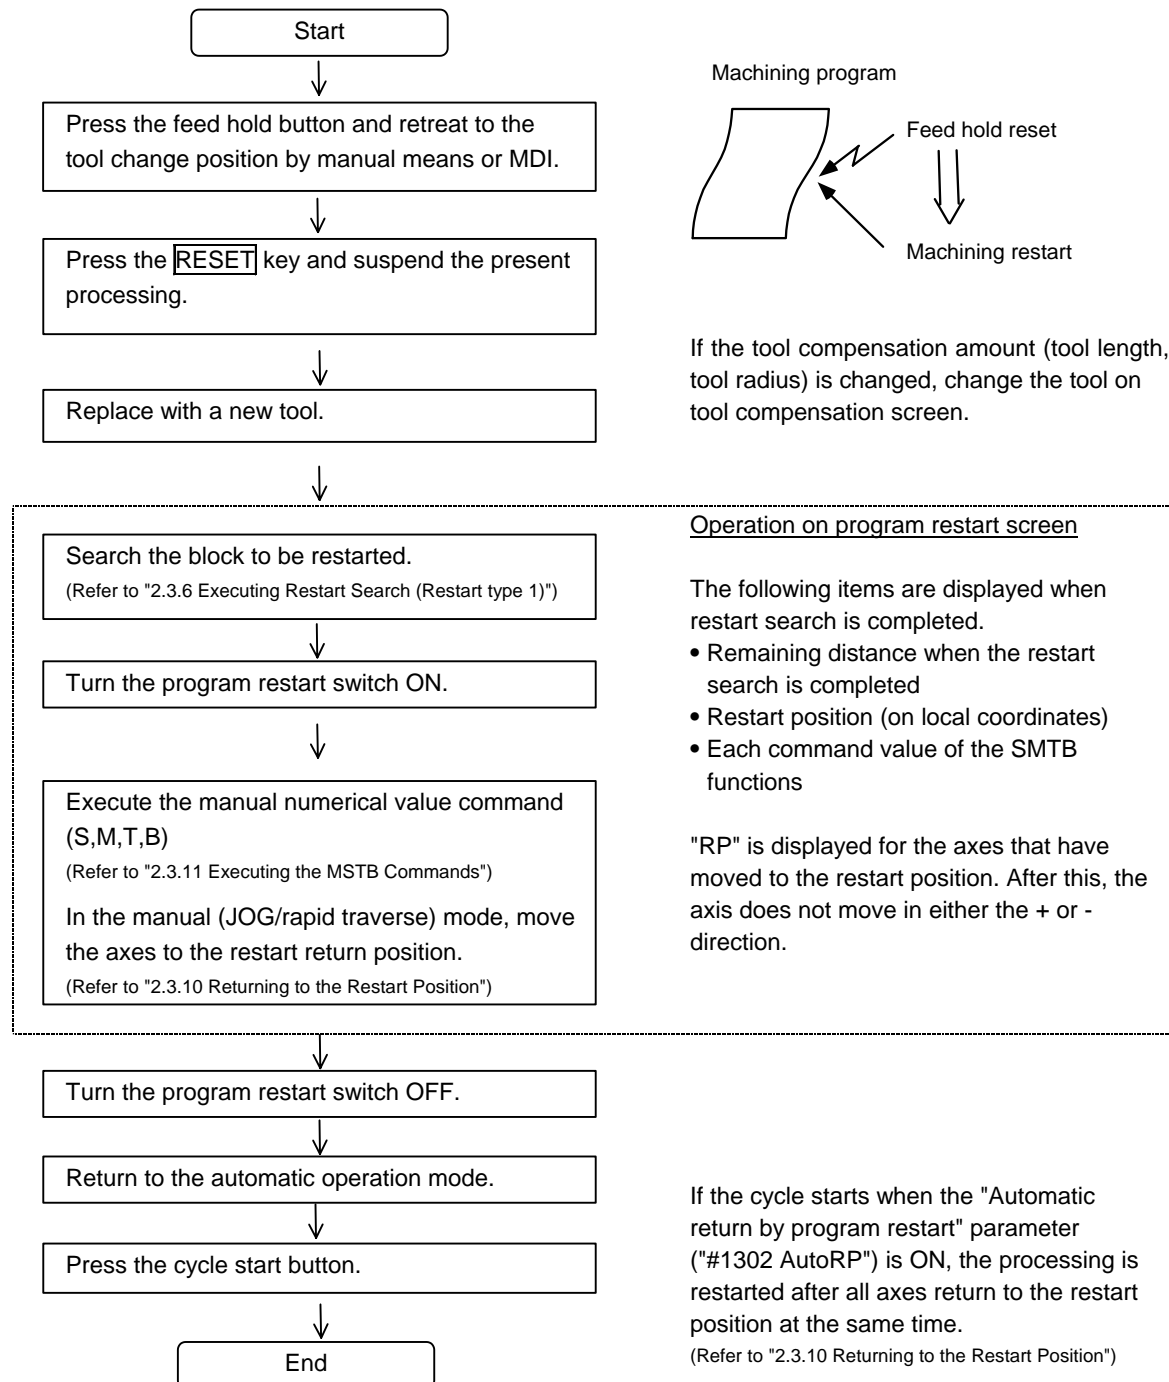 Start
Machining program
Press the feed hold button and retreat to the
tool change position by manual means or MDI.
Feed hold reset
Machining restart
Press the RESET key and suspend the present
processing.
If the tool compensation amount (tool length,
tool radius) is changed, change the tool on
tool compensation screen.
Replace with a new tool.
Operation on program restart screen
Search the block to be restarted.
(Refer to "2.3.6 Executing Restart Search (Restart type 1)")
The following items are displayed when
restart search is completed.
• Remaining distance when the restart
search is completed
• Restart position (on local coordinates)
• Each command value of the SMTB
functions
Turn the program restart switch ON.
Execute the manual numerical value command
(S,M,T,B)
(Refer to "2.3.11 Executing the MSTB Commands")
In the manual (JOG/rapid traverse) mode, move
the axes to the restart return position.
(Refer to "2.3.10 Returning to the Restart Position")
"RP" is displayed for the axes that have
moved to the restart position. After this, the
axis does not move in either the + or -
direction.
Turn the program restart switch OFF.
Return to the automatic operation mode.
Press the cycle start button.
If the cycle starts when the "Automatic
return by program restart" parameter
("#1302 AutoRP") is ON, the processing is
restarted after all axes return to the restart
position at the same time.
(Refer to "2.3.10 Returning to the Restart Position")
End